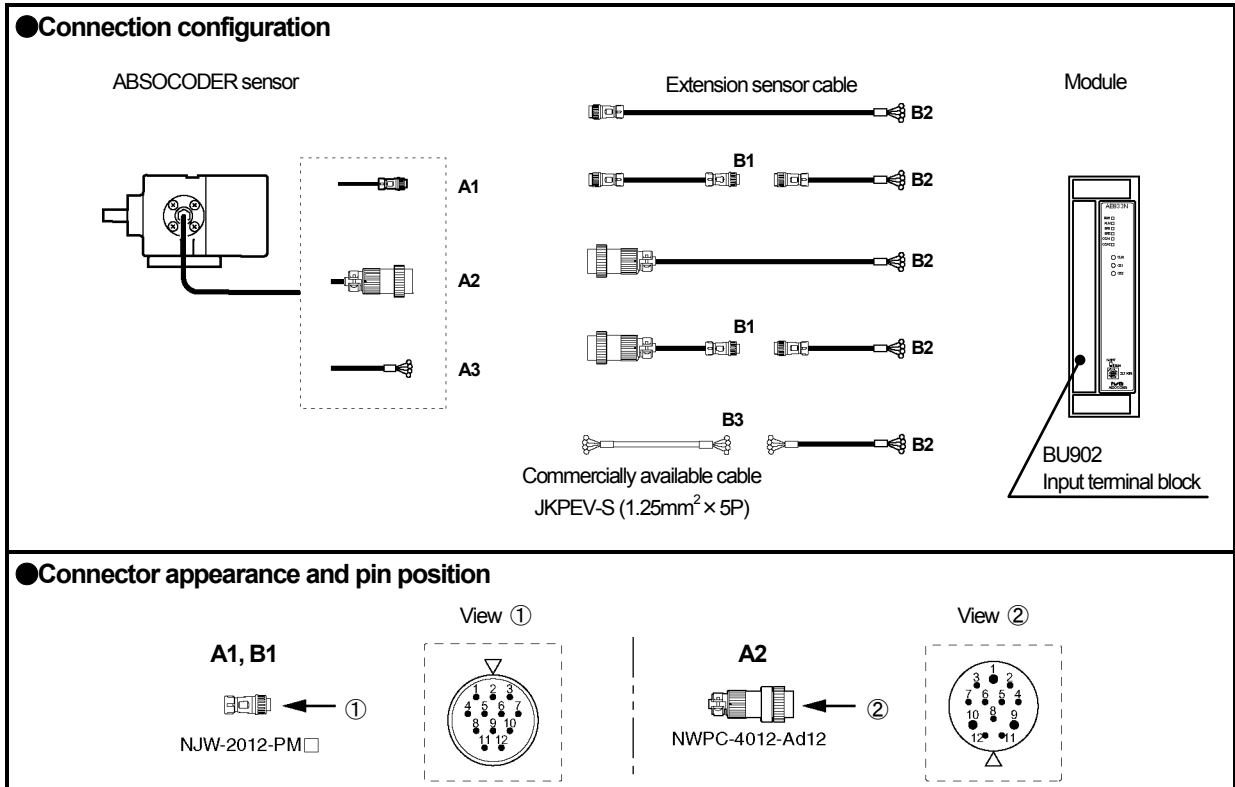 ●Connection configuration
ABSOCODER sensor
Extension sensor cable
Module
B2
B1
A1
B2
A2
B2
B1
B2
A3
B3
B2
Commercially available cable
JKPEV-S (1.25mm² × 5P)
BU902
Input terminal block
●Connector appearance and pin position
View ①
View ②
A1, B1
A2
①
②
NJW-2012-PM□
NWPC-4012-Ad12
1 2 3
4 5 6 7
8 9 10
11 12
3 1 2
7 6 5 4
10 8 9
12 11